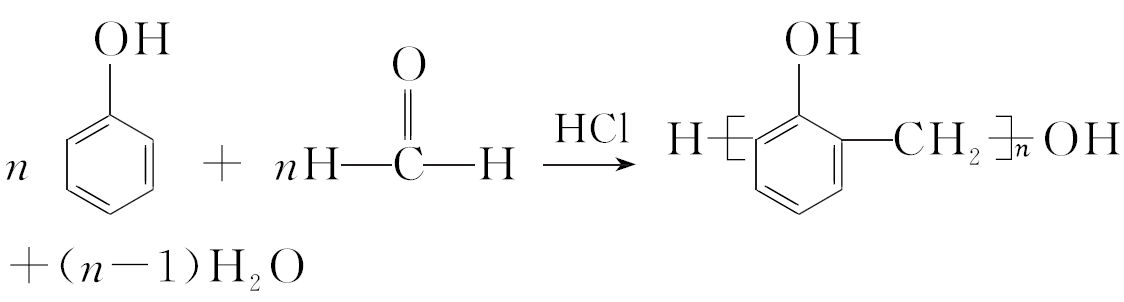 OH O OH
n + nH—C—H HCl H—[ —CH₂—]ₙOH
+(n−1)H₂O